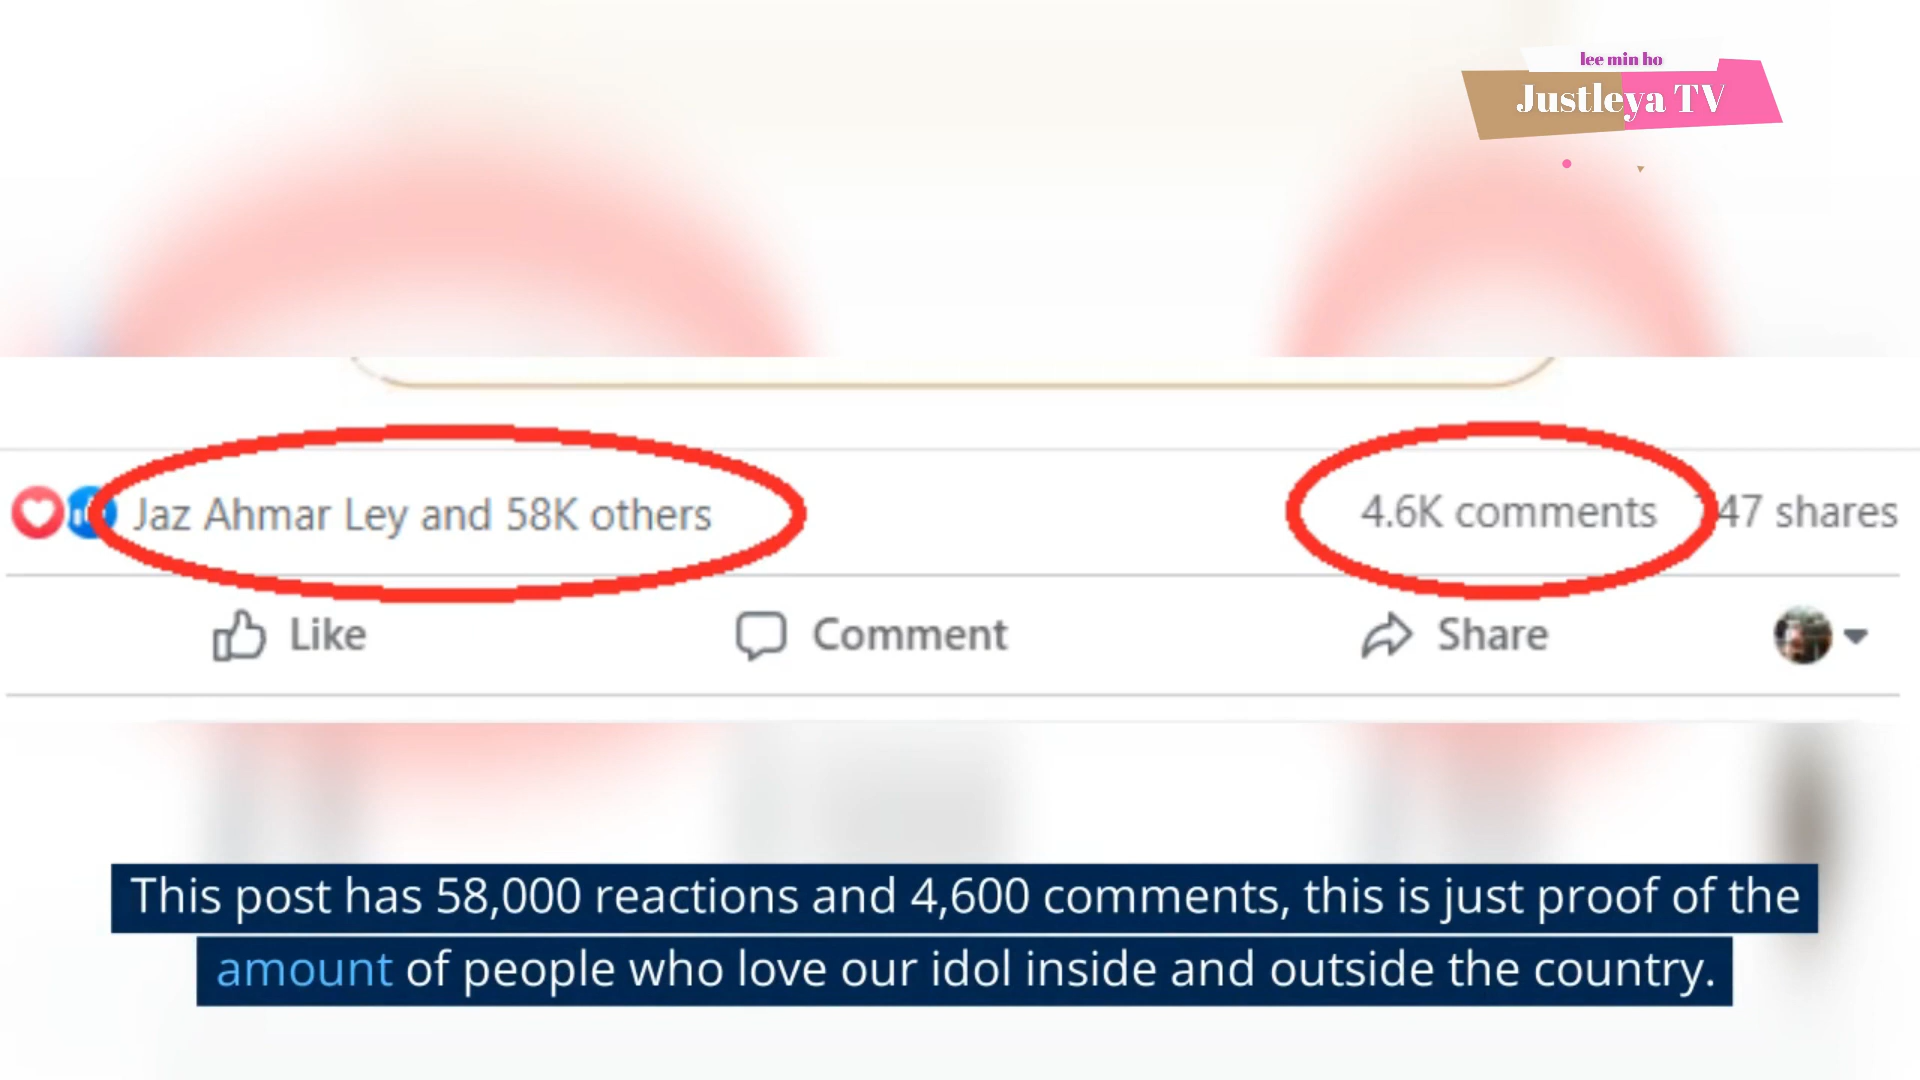 lee min ho
Justleya TV
Jaz Ahmar Ley and 58K others
4.6K comments
47 shares
Like
Comment
Share
This post has 58,000 reactions and 4,600 comments, this is just proof of the
amount of people who love our idol inside and outside the country.